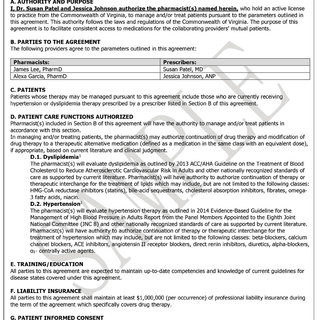 A. AUTHORITY AND PURPOSE
I, Dr. Susan Patel and Jessica Johnson authorize the pharmacist(s) named herein, who hold an active license
to practice from the Commonwealth of Virginia, to manage and/or treat patients pursuant to the parameters outlined in
this agreement. This authority follows the laws and regulations of the Commonwealth of Virginia. The purpose of this
agreement is to facilitate consistent access to medications for the collaborating providers' mutual patients.
B. PARTIES TO THE AGREEMENT
The following providers agree to the parameters outlined in this agreement:
Pharmacists: Prescribers:
James Lee, PharmD Susan Patel, MD
Alexa Garcia, PharmD Jessica Johnson, ANP
C. PATIENTS
Patients whose therapy may be managed pursuant to this agreement include those who are currently receiving
hypertension or dyslipidemia therapy prescribed by a prescriber listed in Section B of this agreement.
D. PATIENT CARE FUNCTIONS AUTHORIZED
Pharmacist(s) included in Section B of this agreement will have the authority to manage and/or treat patients in
accordance with this section.
In managing and/or treating patients, the pharmacist(s) may authorize continuation of drug therapy and modification of
drug therapy to a therapeutic alternative (defined as a medication in the same class with an equivalent dose),
if appropriate, based on current literature and clinical judgment.
D.1. Dyslipidemia
The pharmacist(s) will evaluate dyslipidemia as outlined by 2013 ACC/AHA Guideline on the Treatment of Blood
Cholesterol to Reduce Atherosclerotic Cardiovascular Risk in Adults and other nationally recognized standards of
care as supported by current literature. Pharmacist(s) will have authority to authorize continuation of therapy or
therapeutic interchange for the treatment of lipids which may include, but are not limited to the following classes:
HMG-CoA reductase inhibitors (statins), bile-acid sequestrants, cholesterol absorption inhibitors, fibrates, omega-
3 fatty acids, niacin.
D.2. Hypertension
The pharmacist(s) will evaluate hypertension therapy as outlined in 2014 Evidence-Based Guideline for the
Management of High Blood Pressure in Adults Report from the Panel Members Appointed to the Eighth Joint
National Committee (JNC 8) and other nationally recognized standards of care as supported by current literature.
Pharmacist(s) will have authority to authorize continuation of therapy or therapeutic interchange for the
treatment of hypertension which may include, but are not limited to the following classes: beta-blockers, calcium
channel blockers, ACE inhibitors, angiotensin II receptor blockers, direct renin inhibitors, diuretics, alpha-blockers,
centrally active agents.
E. TRAINING/EDUCATION
All parties to this agreement are expected to maintain up-to-date competencies and knowledge of current guidelines for
disease states covered under this agreement.
F. LIABILITY INSURANCE
All parties to this agreement shall maintain at least $1,000,000 (per occurrence) of professional liability insurance during
the term of the agreement which specifically covers drug therapy.
G. PATIENT INFORMED CONSENT